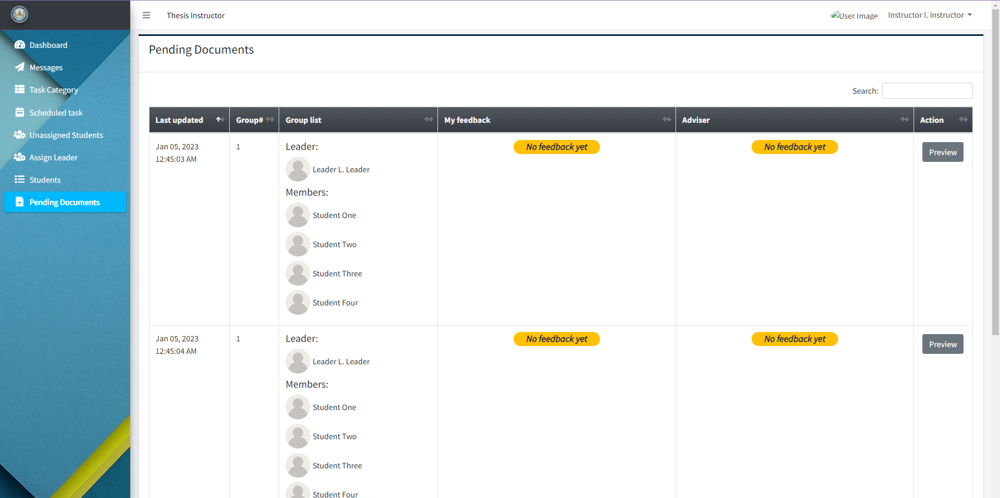 Thesis Instructor
User Image
Instructor I. Instructor
Dashboard
Messages
Task Category
Scheduled task
Unassigned Students
Assign Leader
Students
Pending Documents
Pending Documents
Search:
Last updated Group# Group list My feedback Adviser Action
Jan 05, 2023
12:45:03 AM
1
Leader:
Leader L. Leader
Members:
Student One
Student Two
Student Three
Student Four
No feedback yet
No feedback yet
Preview
Jan 05, 2023
12:45:04 AM
1
Leader:
Leader L. Leader
Members:
Student One
Student Two
Student Three
Student Four
No feedback yet
No feedback yet
Preview